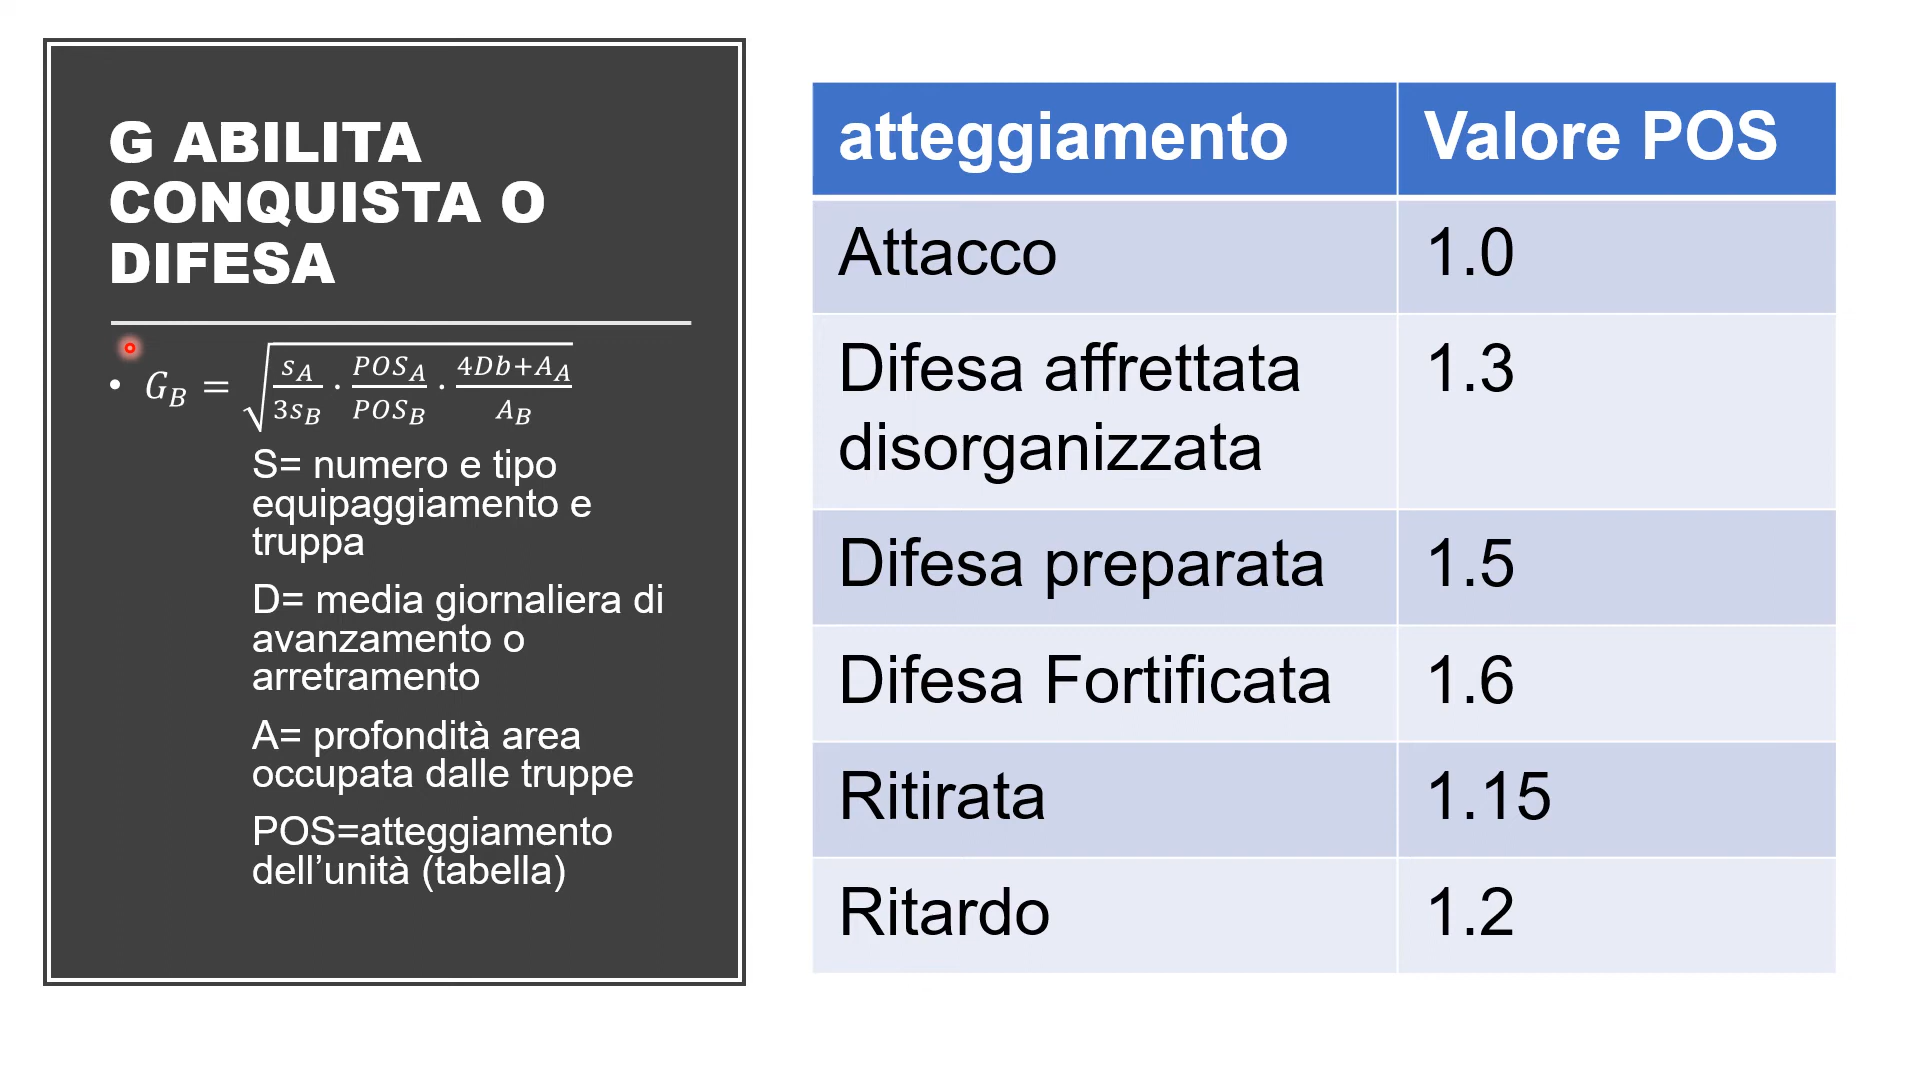 G ABILITA
CONQUISTA O
DIFESA
• G_B = √(s_A/3s_B · POS_A/POS_B · 4Db+A_A/A_B)
S= numero e tipo
equipaggiamento e
truppa
D= media giornaliera di
avanzamento o
arretramento
A= profondità area
occupata dalle truppe
POS=atteggiamento
dell’unità (tabella)
atteggiamento Valore POS
Attacco 1.0
Difesa affrettata 1.3
disorganizzata
Difesa preparata 1.5
Difesa Fortificata 1.6
Ritirata 1.15
Ritardo 1.2